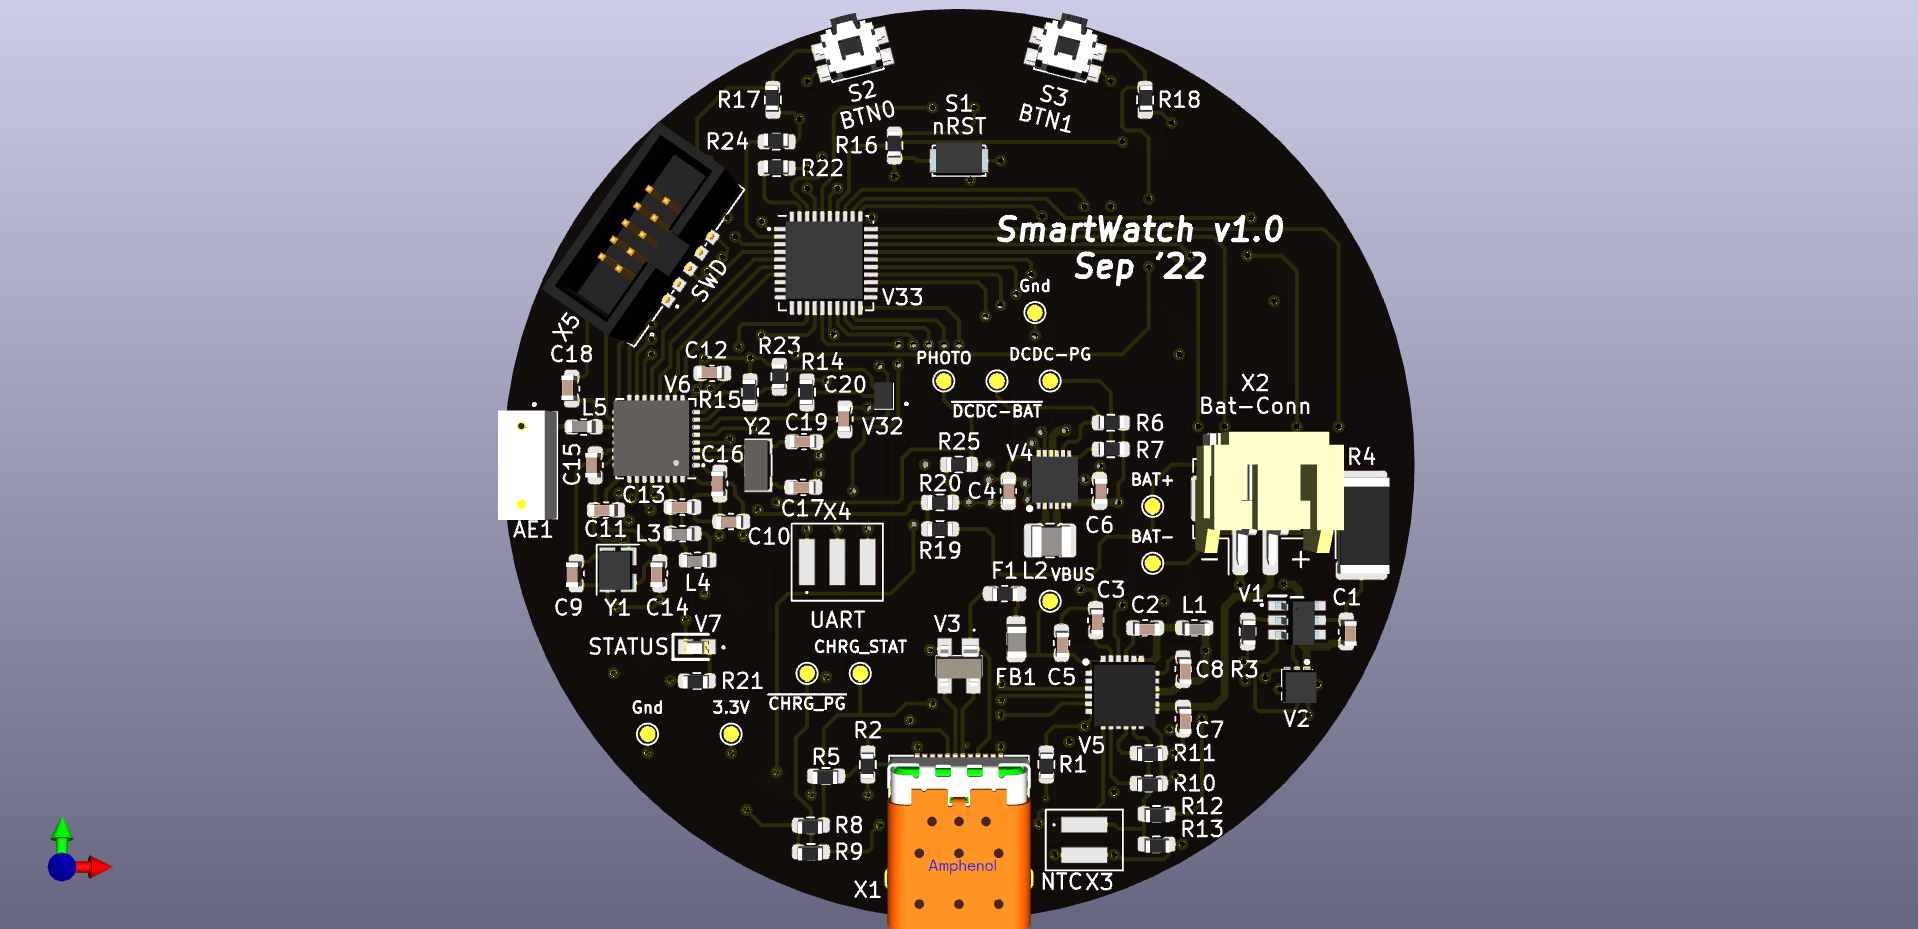 S2
BTN0
S3
BTN1
R17
R18
S1
nRST
R24
R16
R22
SmartWatch v1.0
Sep '22
SWD
X5
V33
Gnd
C18
C12
R23
R14
PHOTO
DCDC-PG
V6
R15
C20
DCDC-BAT
X2
Bat-Conn
L5
Y2
C19
V32
R6
R25
V4
R7
R4
C15
C16
C13
R20
C4
BAT+
C17
X4
C11
L3
C10
C6
AE1
R19
BAT-
- +
L4
F1
L2
VBUS
C3
C9
Y1
C14
UART
C2
L1
V1
C1
V7
V3
STATUS
CHRG_STAT
R21
FB1
C5
C8
R3
CHRG_PG
Gnd
3.3V
V2
R2
C7
V5
R5
R1
R11
R10
R12
R8
R13
R9
Amphenol
X1
NTC
X3